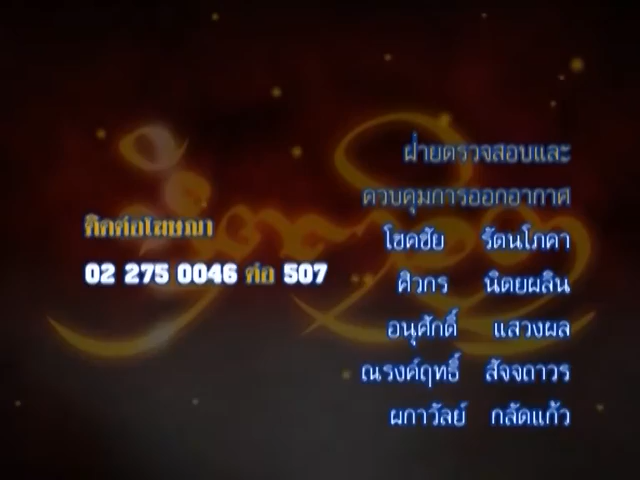 ฝ่ายตรวจสอบและ
ควบคุมการออกอากาศ
ติดต่อโฆษณา
02 275 0046 ต่อ 507
โชคชัย รัตนโภคา
ศิวกร นิตยผลิน
อนุศักดิ์ แสวงผล
ณรงค์ฤทธิ์ สัจจถาวร
ผกาวัลย์ กลัดแก้ว